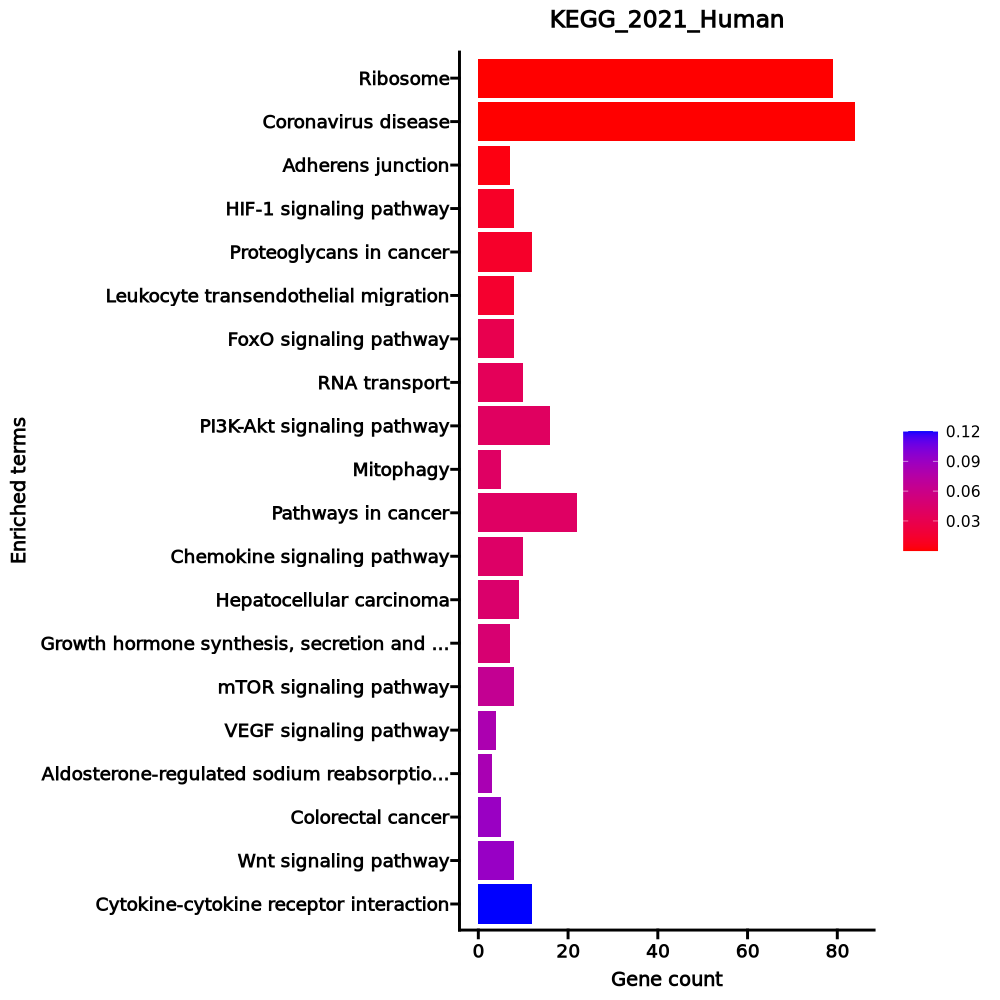 KEGG_2021_Human
Ribosome
Coronavirus disease
Adherens junction
HIF-1 signaling pathway
Proteoglycans in cancer
Leukocyte transendothelial migration
FoxO signaling pathway
RNA transport
PI3K-Akt signaling pathway
Mitophagy
Pathways in cancer
Chemokine signaling pathway
Hepatocellular carcinoma
Growth hormone synthesis, secretion and ...
mTOR signaling pathway
VEGF signaling pathway
Aldosterone-regulated sodium reabsorptio...
Colorectal cancer
Wnt signaling pathway
Cytokine-cytokine receptor interaction
Enriched terms
0 20 40 60 80
Gene count
0.12
0.09
0.06
0.03